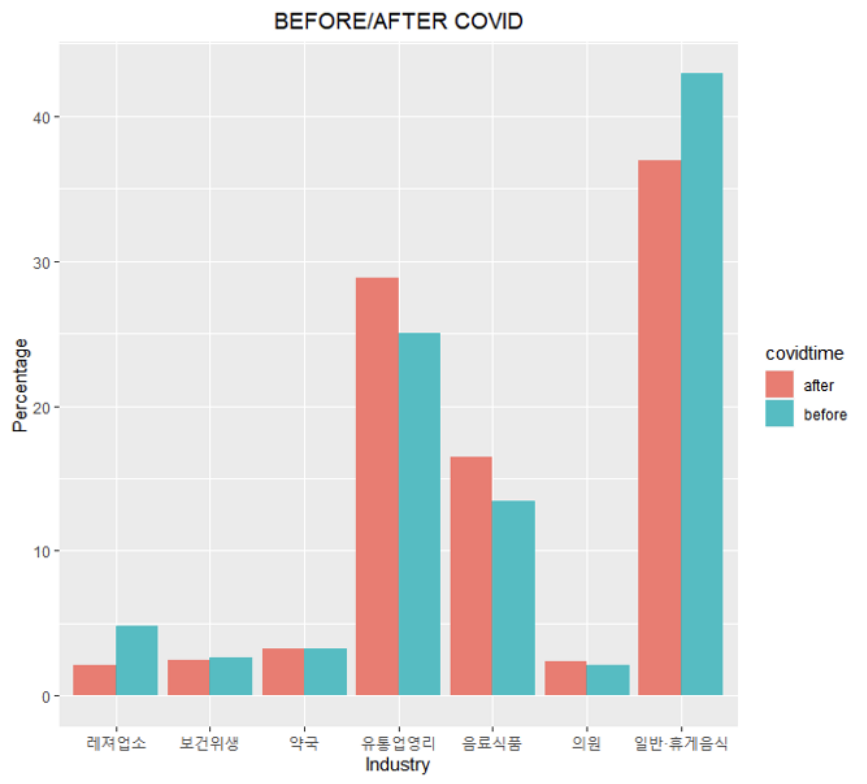 BEFORE/AFTER COVID
Percentage
40
30
20
10
0
레져업소 보건위생 약국 유통업영리 음료식품 의원 일반·휴게음식
Industry
covidtime
after
before